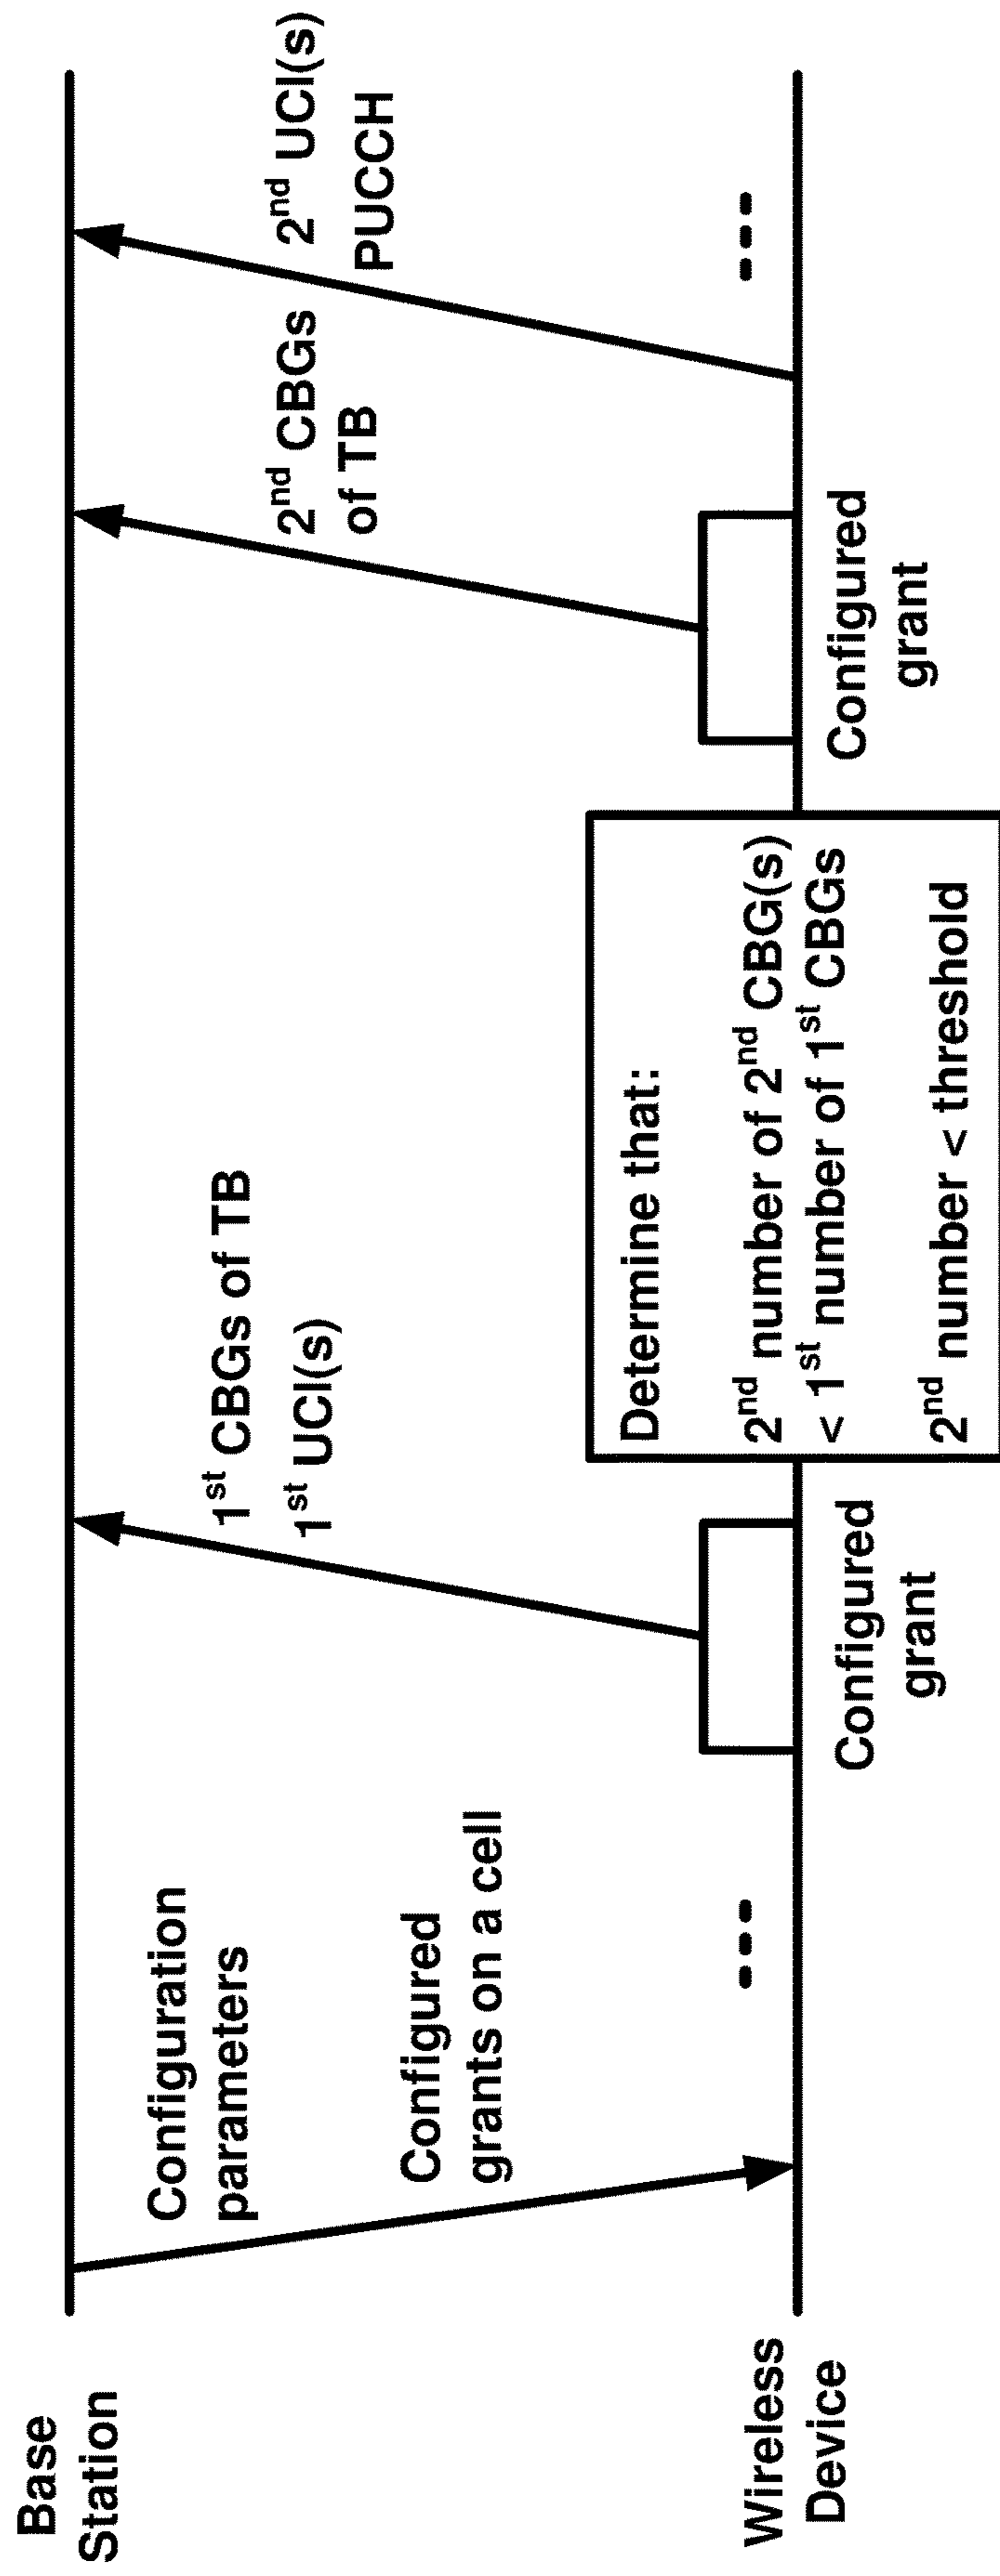 Base
Station
Configuration
parameters
Configured
grants on a cell
1st CBGs of TB
1st UCI(s)
2nd CBGs
of TB
2nd UCI(s)
PUCCH
Determine that:
2nd number of 2nd CBG(s)
< 1st number of 1st CBGs
2nd number < threshold
Wireless
Device
Configured
grant
Configured
grant